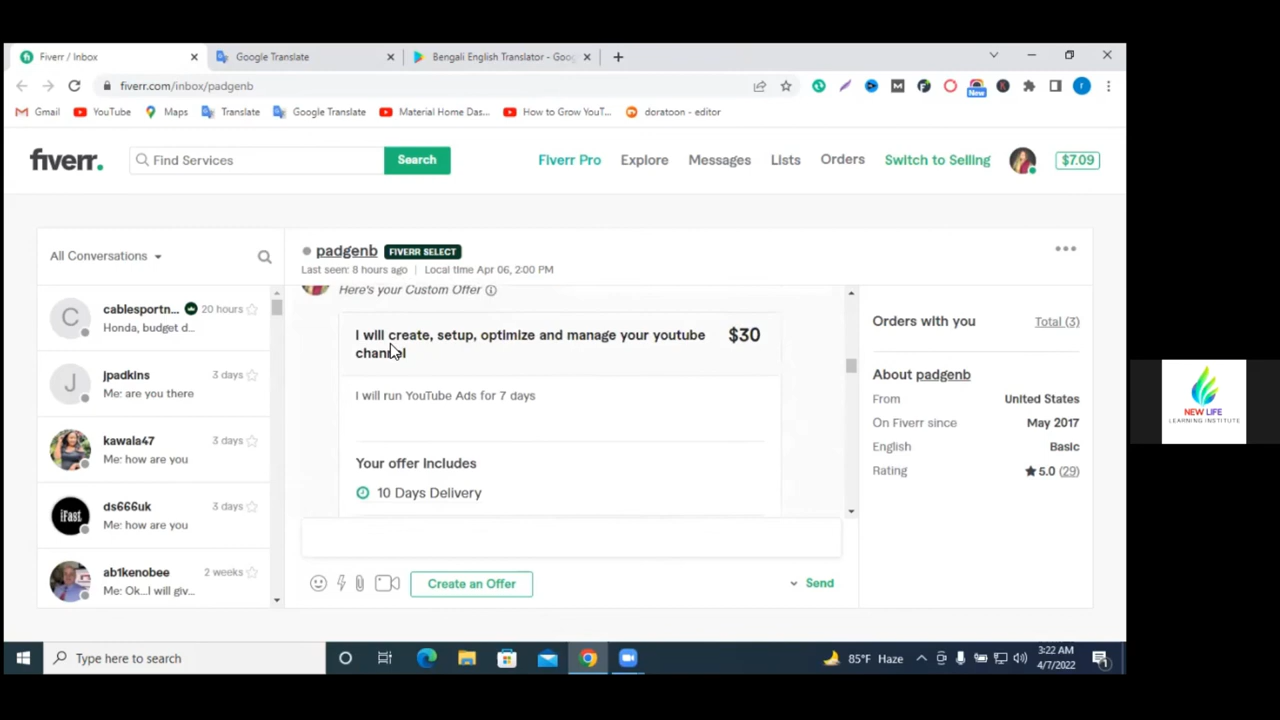 Fiverr / Inbox
Google Translate
Bengali English Translator - Goo
fiverr.com/inbox/padgenb
New
r
Gmail
YouTube
Maps
Translate
Google Translate
Material Home Das...
How to Grow YouT...
doratoon - editor
fiverr.
Find Services
Search
Fiverr Pro
Explore
Messages
Lists
Orders
Switch to Selling
$7.09
All Conversations
padgenb
FIVERR SELECT
Last seen: 8 hours ago
Local time Apr 06, 2:00 PM
C
cablesportn...
20 hours
Honda, budget d...
J
jpadkins
3 days
Me: are you there
kawala47
3 days
Me: how are you
iFast
ds666uk
3 days
Me: how are you
ab1kenobee
2 weeks
Me: Ok...I will giv...
Here's your Custom Offer
I will create, setup, optimize and manage your youtube
channel
$30
I will run YouTube Ads for 7 days
Your offer Includes
10 Days Delivery
Create an Offer
Send
Orders with you
Total (3)
About padgenb
From
United States
On Fiverr since
May 2017
English
Basic
Rating
5.0 (29)
NEW LIFE
LEARNING INSTITUTE
Type here to search
85°F Haze
3:22 AM
4/7/2022
1